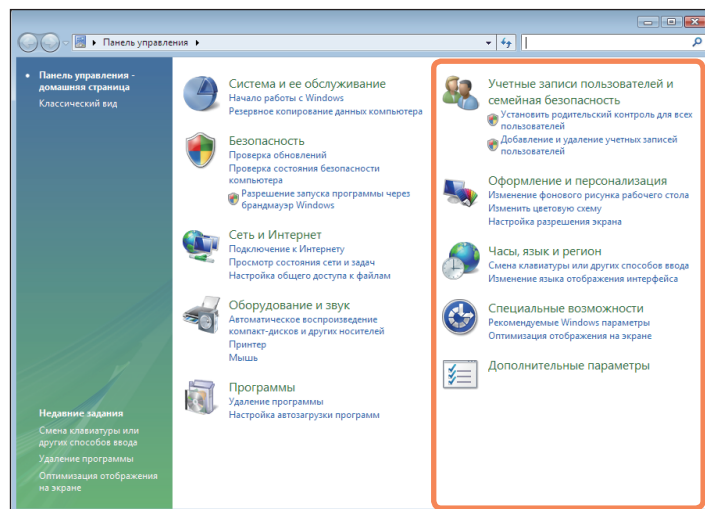 Панель управления
Панель управления -
домашняя страница
Классический вид
Недавние задания
Смена клавиатуры или
других способов ввода
Удаление программы
Оптимизация отображения
на экране
Система и ее обслуживание
Начало работы с Windows
Резервное копирование данных компьютера
Безопасность
Проверка обновлений
Проверка состояния безопасности
компьютера
Разрешение запуска программы через
брандмауэр Windows
Сеть и Интернет
Подключение к Интернету
Просмотр состояния сети и задач
Настройка общего доступа к файлам
Оборудование и звук
Автоматическое воспроизведение
компакт-дисков и других носителей
Принтер
Мышь
Программы
Удаление программы
Настройка автозагрузки программ
Учетные записи пользователей и
семейная безопасность
Установить родительский контроль для всех
пользователей
Добавление и удаление учетных записей
пользователей
Оформление и персонализация
Изменение фонового рисунка рабочего стола
Изменить цветовую схему
Настройка разрешения экрана
Часы, язык и регион
Смена клавиатуры или других способов ввода
Изменение языка отображения интерфейса
Специальные возможности
Рекомендуемые Windows параметры
Оптимизация отображения на экране
Дополнительные параметры